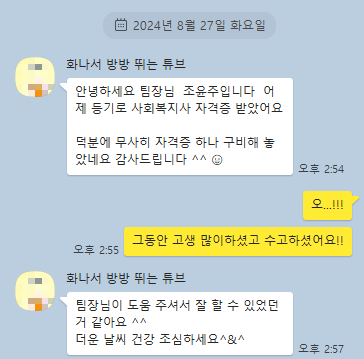 2024년 8월 27일 화요일
화나서 방방 뛰는 튜브
안녕하세요 팀장님  조윤주입니다  어
제 등기로 사회복지사 자격증 받았어요
덕분에 무사히 자격증 하나 구비해 놓
았네요 감사드립니다 ^^ ☺
오후 2:54
오...!!!
그동안 고생 많이하셨고 수고하셨어요!!
오후 2:55
화나서 방방 뛰는 튜브
팀장님이 도움 주셔서 잘 할 수 있었던
거 같아요 ^^
더운 날씨 건강 조심하세요^&^
오후 2:57